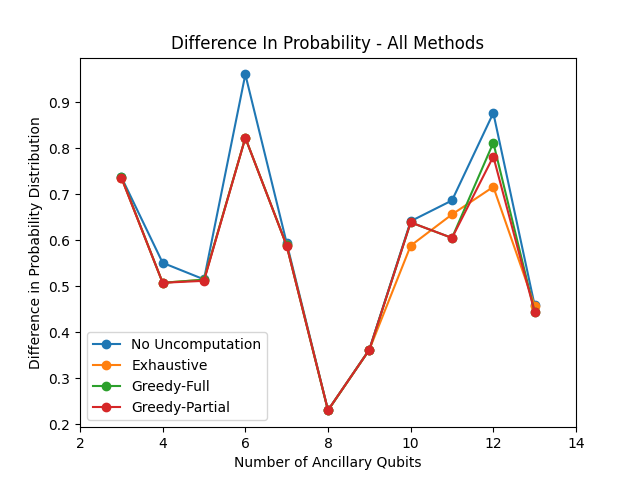 Difference In Probability - All Methods
Difference in Probability Distribution
0.9
0.8
0.7
0.6
0.5
0.4
0.3
0.2
No Uncomputation
Exhaustive
Greedy-Full
Greedy-Partial
2 4 6 8 10 12 14
Number of Ancillary Qubits